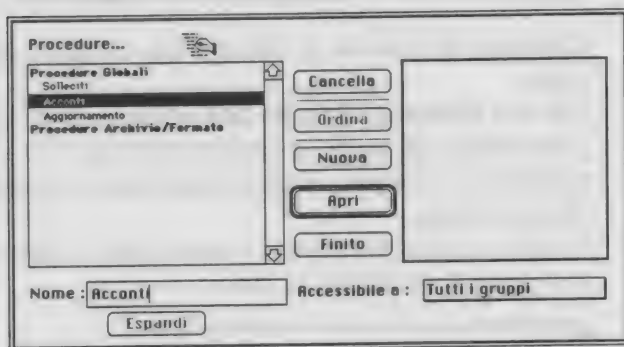 Procedure...
Procedure Globali
Solleciti
Acconti
Aggiornamento
Procedure Archivio/Formato
Cancella
Ordina
Nuova
Apri
Finito
Nome : Acconti
Accessibile a : Tutti i gruppi
Espandi